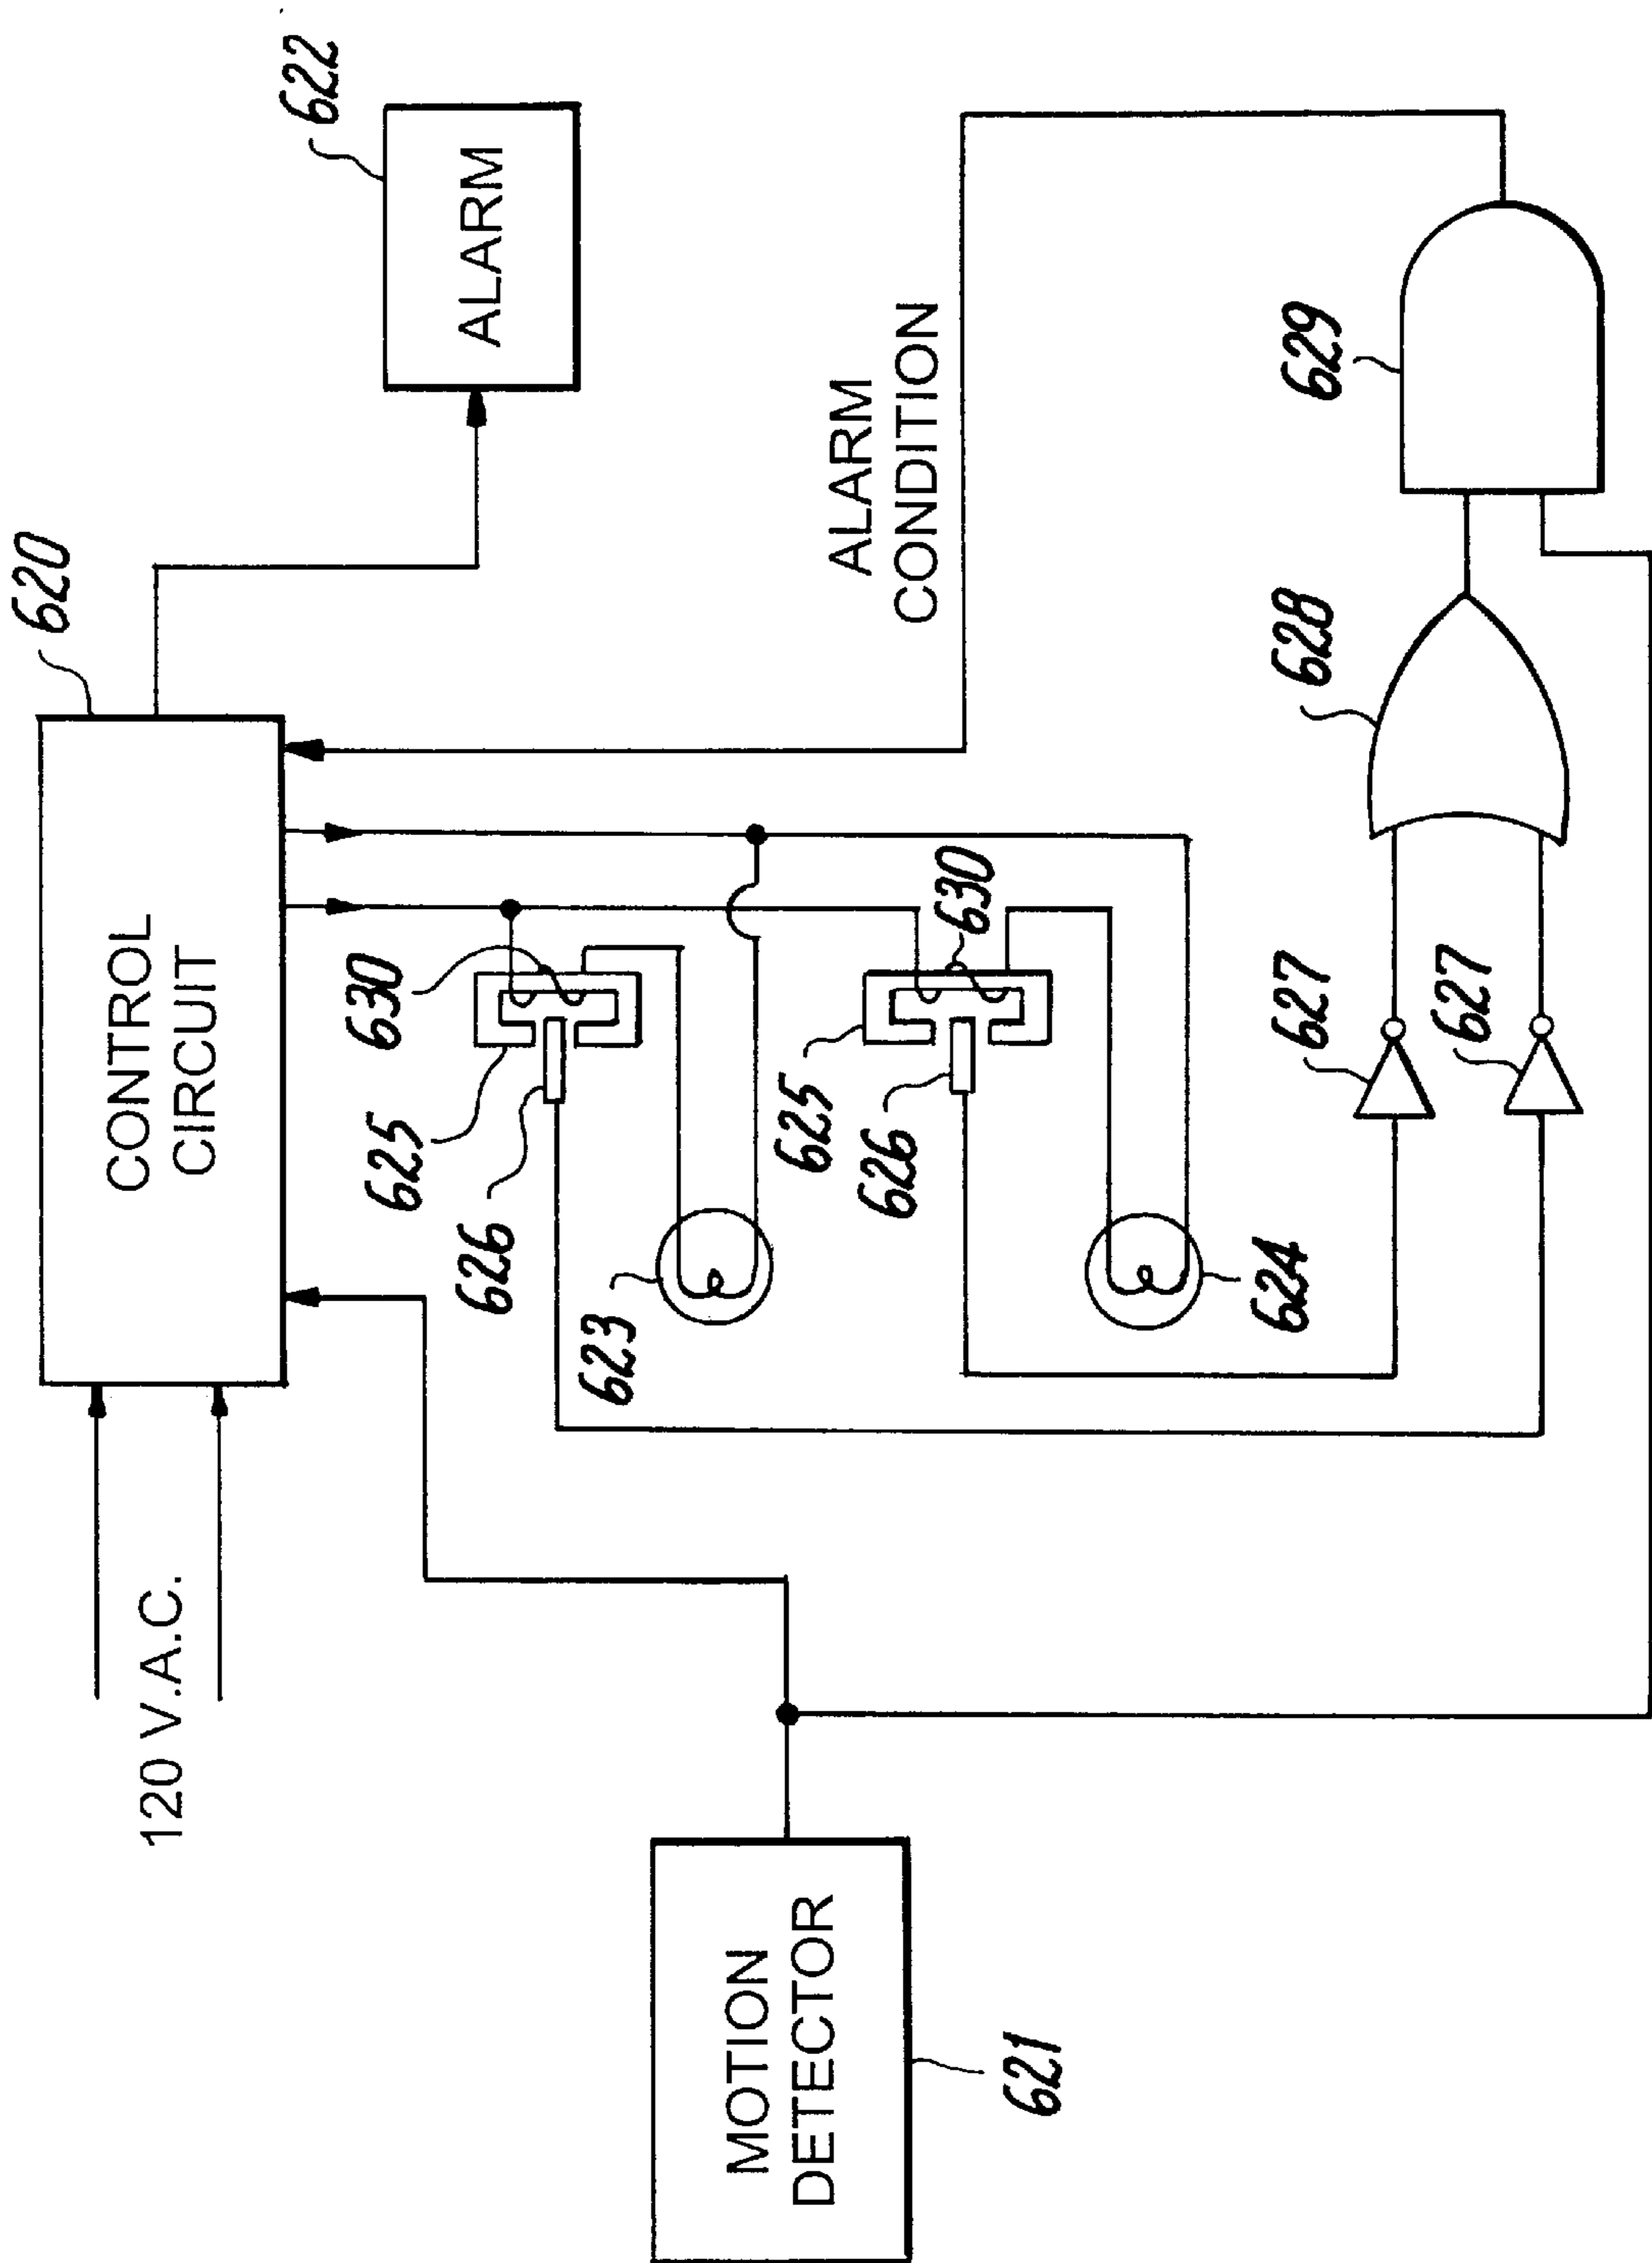 620
622
CONTROL
CIRCUIT
ALARM
120 V.A.C.
630
625
626
623
630
625
626
624
ALARM
CONDITION
MOTION
DETECTOR
621
627
627
628
629